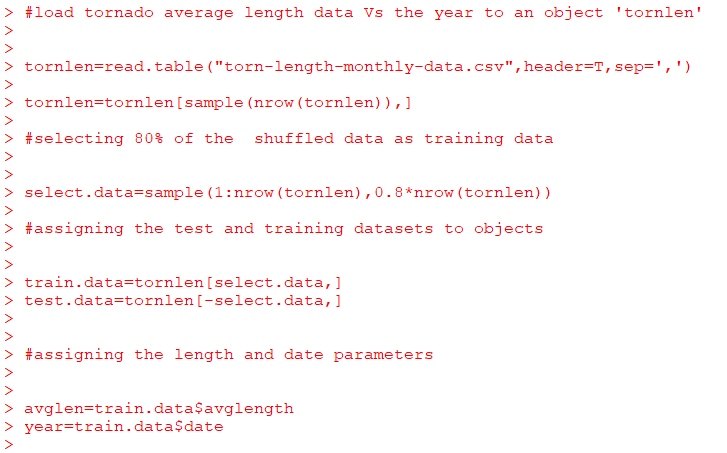 > #load tornado average length data Vs the year to an object 'tornlen'
>
>
> tornlen=read.table("torn-length-monthly-data.csv",header=T,sep=',')
>
> tornlen=tornlen[sample(nrow(tornlen)),]
>
> #selecting 80% of the  shuffled data as training data
>
>
> select.data=sample(1:nrow(tornlen),0.8*nrow(tornlen))
>
> #assigning the test and training datasets to objects
>
>
> train.data=tornlen[select.data,]
> test.data=tornlen[-select.data,]
>
>
> #assigning the length and date parameters
>
>
> avglen=train.data$avglength
> year=train.data$date
>